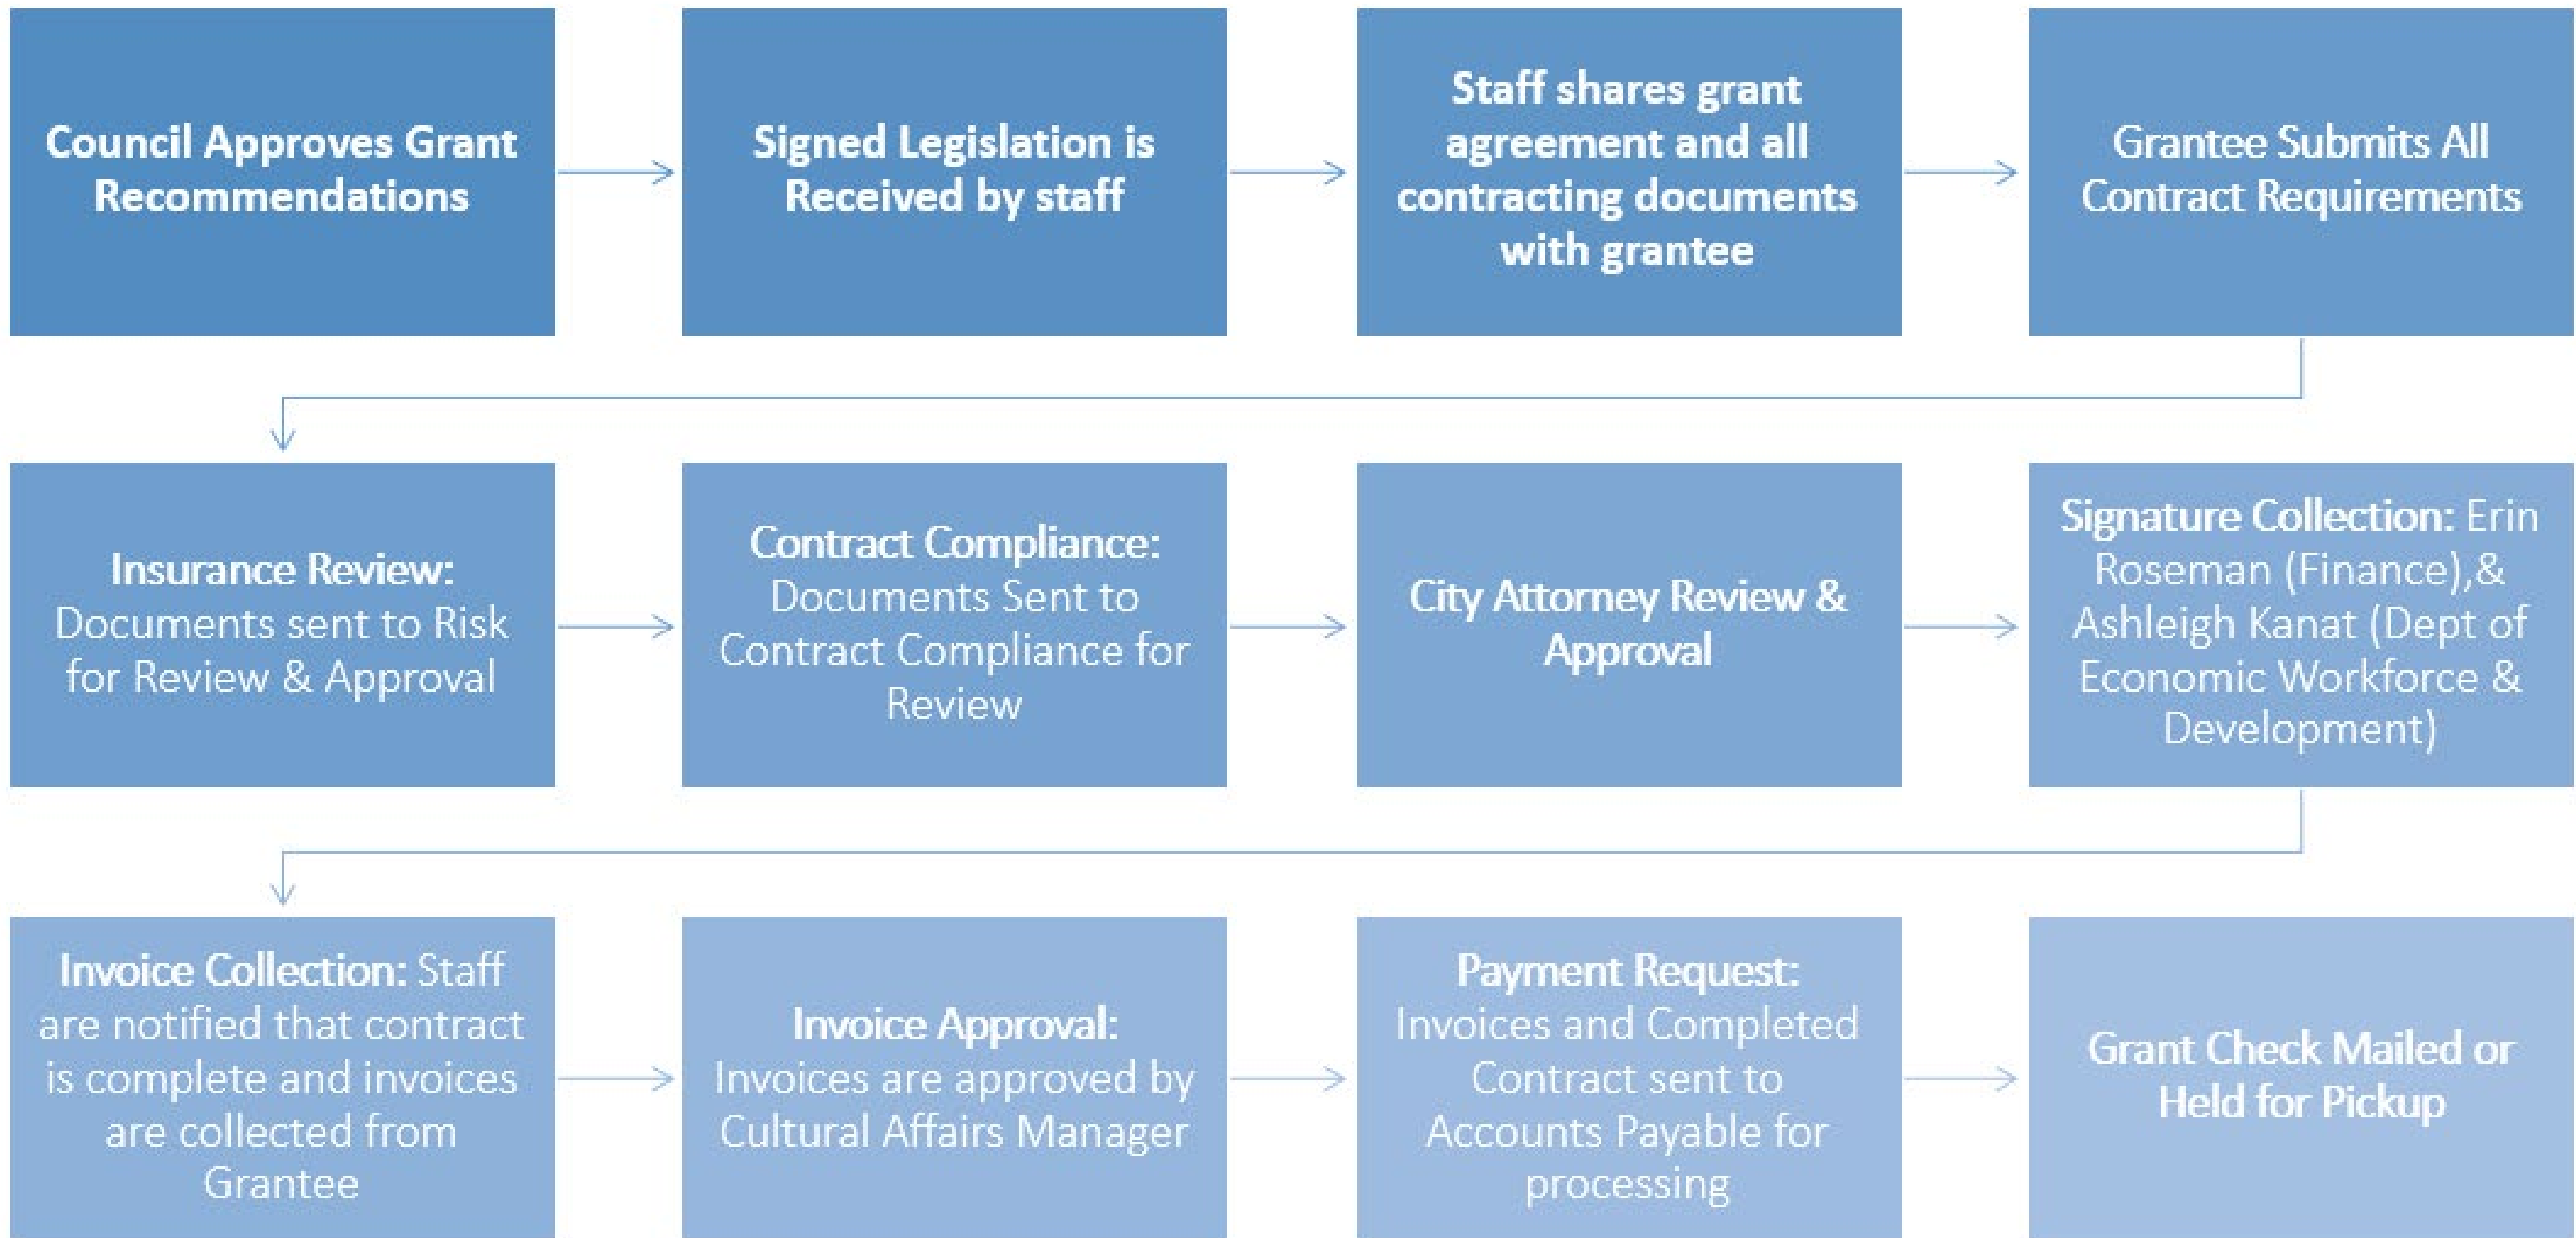 Council Approves Grant
Recommendations
Signed Legislation is
Received by staff
Staff shares grant
agreement and all
contracting documents
with grantee
Grantee Submits All
Contract Requirements
Insurance Review:
Documents sent to Risk
for Review & Approval
Contract Compliance:
Documents Sent to
Contract Compliance for
Review
City Attorney Review &
Approval
Signature Collection: Erin
Roseman (Finance),&
Ashleigh Kanat (Dept of
Economic Workforce &
Development)
Invoice Collection: Staff
are notified that contract
is complete and invoices
are collected from
Grantee
Invoice Approval:
Invoices are approved by
Cultural Affairs Manager
Payment Request:
Invoices and Completed
Contract sent to
Accounts Payable for
processing
Grant Check Mailed or
Held for Pickup